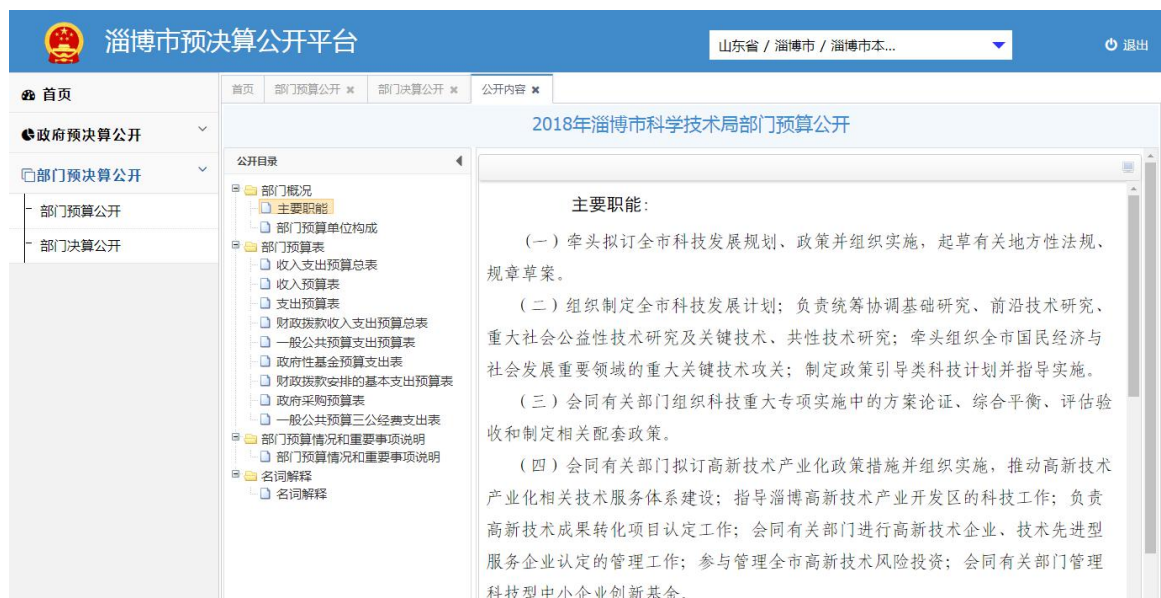 淄博市预决算公开平台
山东省 / 淄博市 / 淄博市本...
退出
首页
政府预决算公开
部门预决算公开
部门预算公开
部门决算公开
首页 部门预算公开 × 部门决算公开 × 公开内容 ×
2018年淄博市科学技术局部门预算公开
公开目录
部门概况
主要职能
部门预算单位构成
部门预算表
收入支出预算总表
收入预算表
支出预算表
财政拨款收入支出预算总表
一般公共预算支出预算表
政府性基金预算支出表
财政拨款安排的基本支出预算表
政府采购预算表
一般公共预算三公经费支出表
部门预算情况和重要事项说明
部门预算情况和重要事项说明
名词解释
名词解释
主要职能：
（一）牵头拟订全市科技发展规划、政策并组织实施，起草有关地方性法规、
规章草案。
（二）组织制定全市科技发展计划；负责统筹协调基础研究、前沿技术研究、
重大社会公益性技术研究及关键技术、共性技术研究；牵头组织全市国民经济与
社会发展重要领域的重大关键技术攻关；制定政策引导类科技计划并指导实施。
（三）会同有关部门组织科技重大专项实施中的方案论证、综合平衡、评估验
收和制定相关配套政策。
（四）会同有关部门拟订高新技术产业化政策措施并组织实施，推动高新技术
产业化相关技术服务体系建设；指导淄博高新技术产业开发区的科技工作；负责
高新技术成果转化项目认定工作；会同有关部门进行高新技术企业、技术先进型
服务企业认定的管理工作；参与管理全市高新技术风险投资；会同有关部门管理
科技型中小企业创新基金。